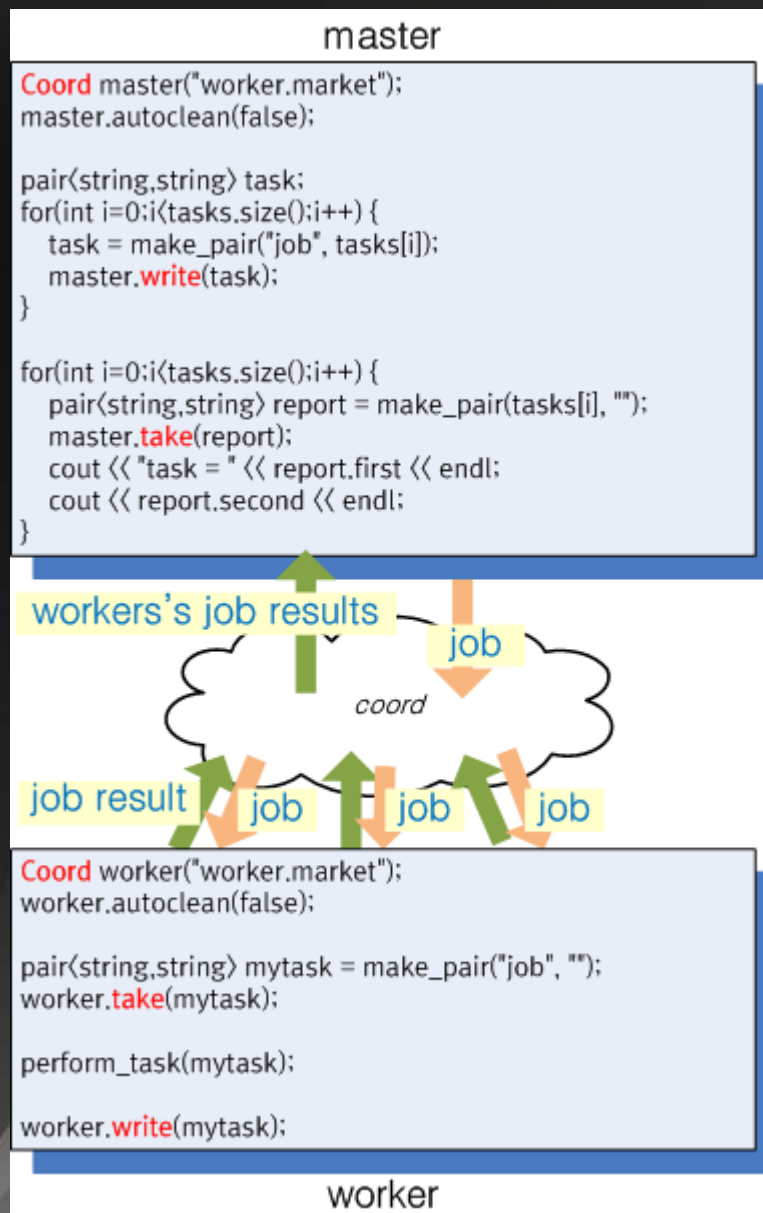 master
Coord master("worker.market");
master.autoclean(false);
pair<string,string> task;
for(int i=0;i<tasks.size();i++) {
task = make_pair("job", tasks[i]);
master.write(task);
}
for(int i=0;i<tasks.size();i++) {
pair<string,string> report = make_pair(tasks[i], "");
master.take(report);
cout << "task = " << report.first << endl;
cout << report.second << endl;
}
workers's job results
job
coord
job result
job
job
job
Coord worker("worker.market");
worker.autoclean(false);
pair<string,string> mytask = make_pair("job", "");
worker.take(mytask);
perform_task(mytask);
worker.write(mytask);
worker